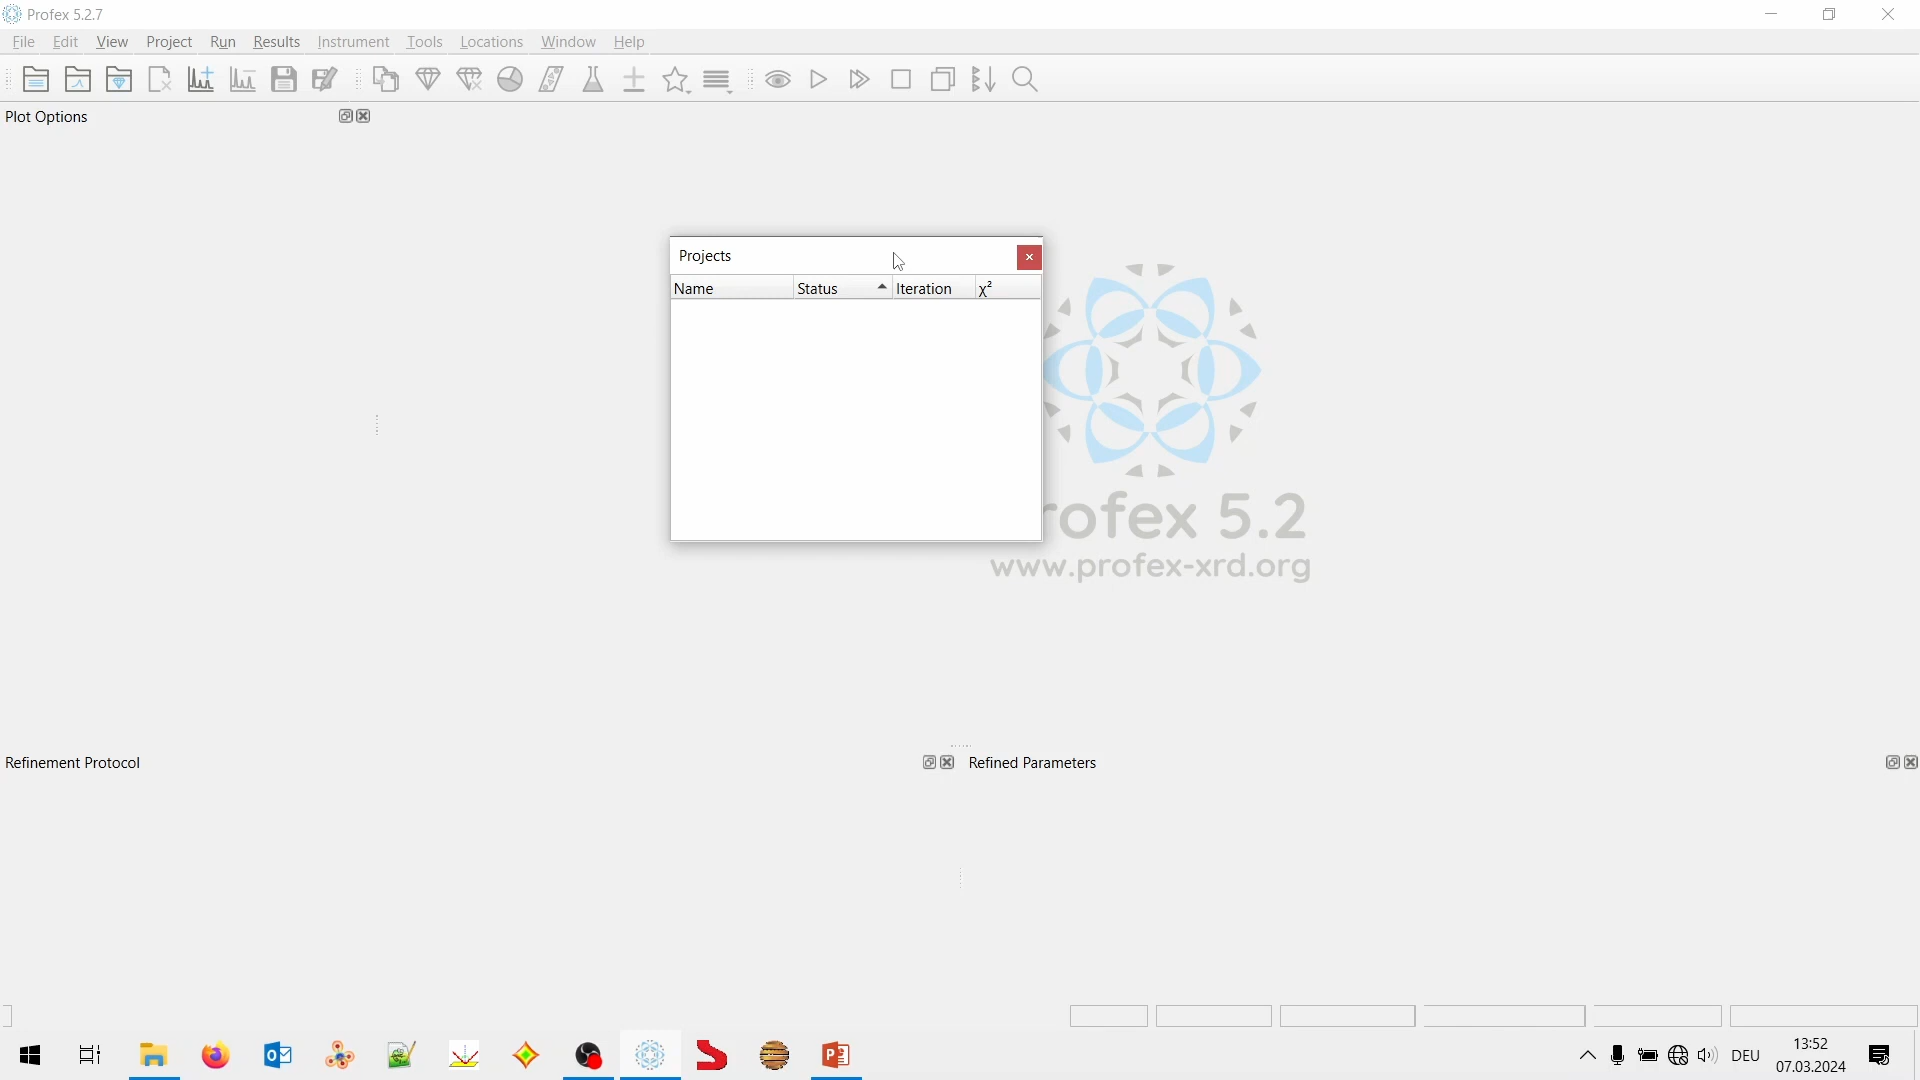 Profex 5.2.7
File Edit View Project Run Results Instrument Tools Locations Window Help
Plot Options
Projects
Name Status Iteration χ²
rofex 5.2
www.profex-xrd.org
Refinement Protocol
Refined Parameters
DEU
13:52
07.03.2024